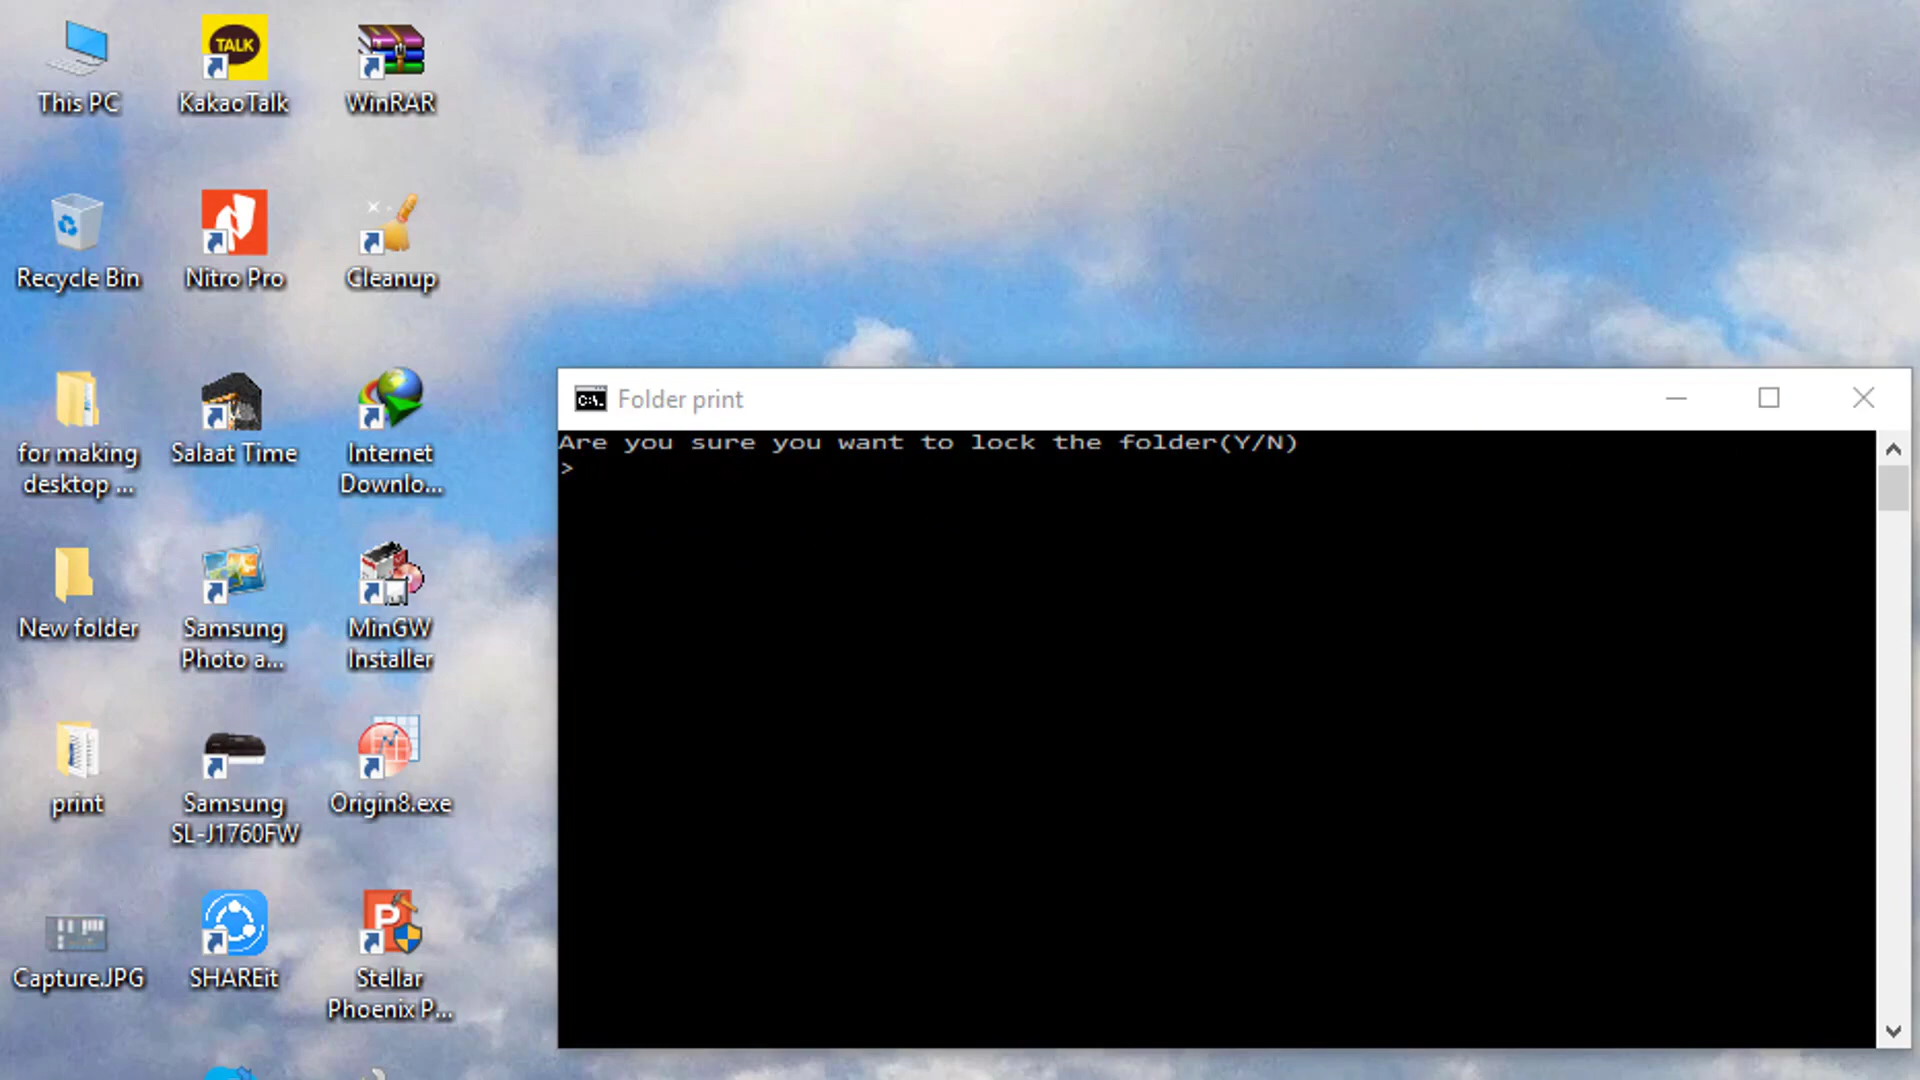 This PC
KakaoTalk
TALK
WinRAR
Recycle Bin
Nitro Pro
Cleanup
for making
desktop ...
Salaat Time
Internet
Downlo...
New folder
Samsung
Photo a...
MinGW
Installer
print
Samsung
SL-J1760FW
Origin8.exe
Capture.JPG
SHAREit
P
Stellar
Phoenix P...
C:\.
Folder print
Are you sure you want to lock the folder(Y/N)
>